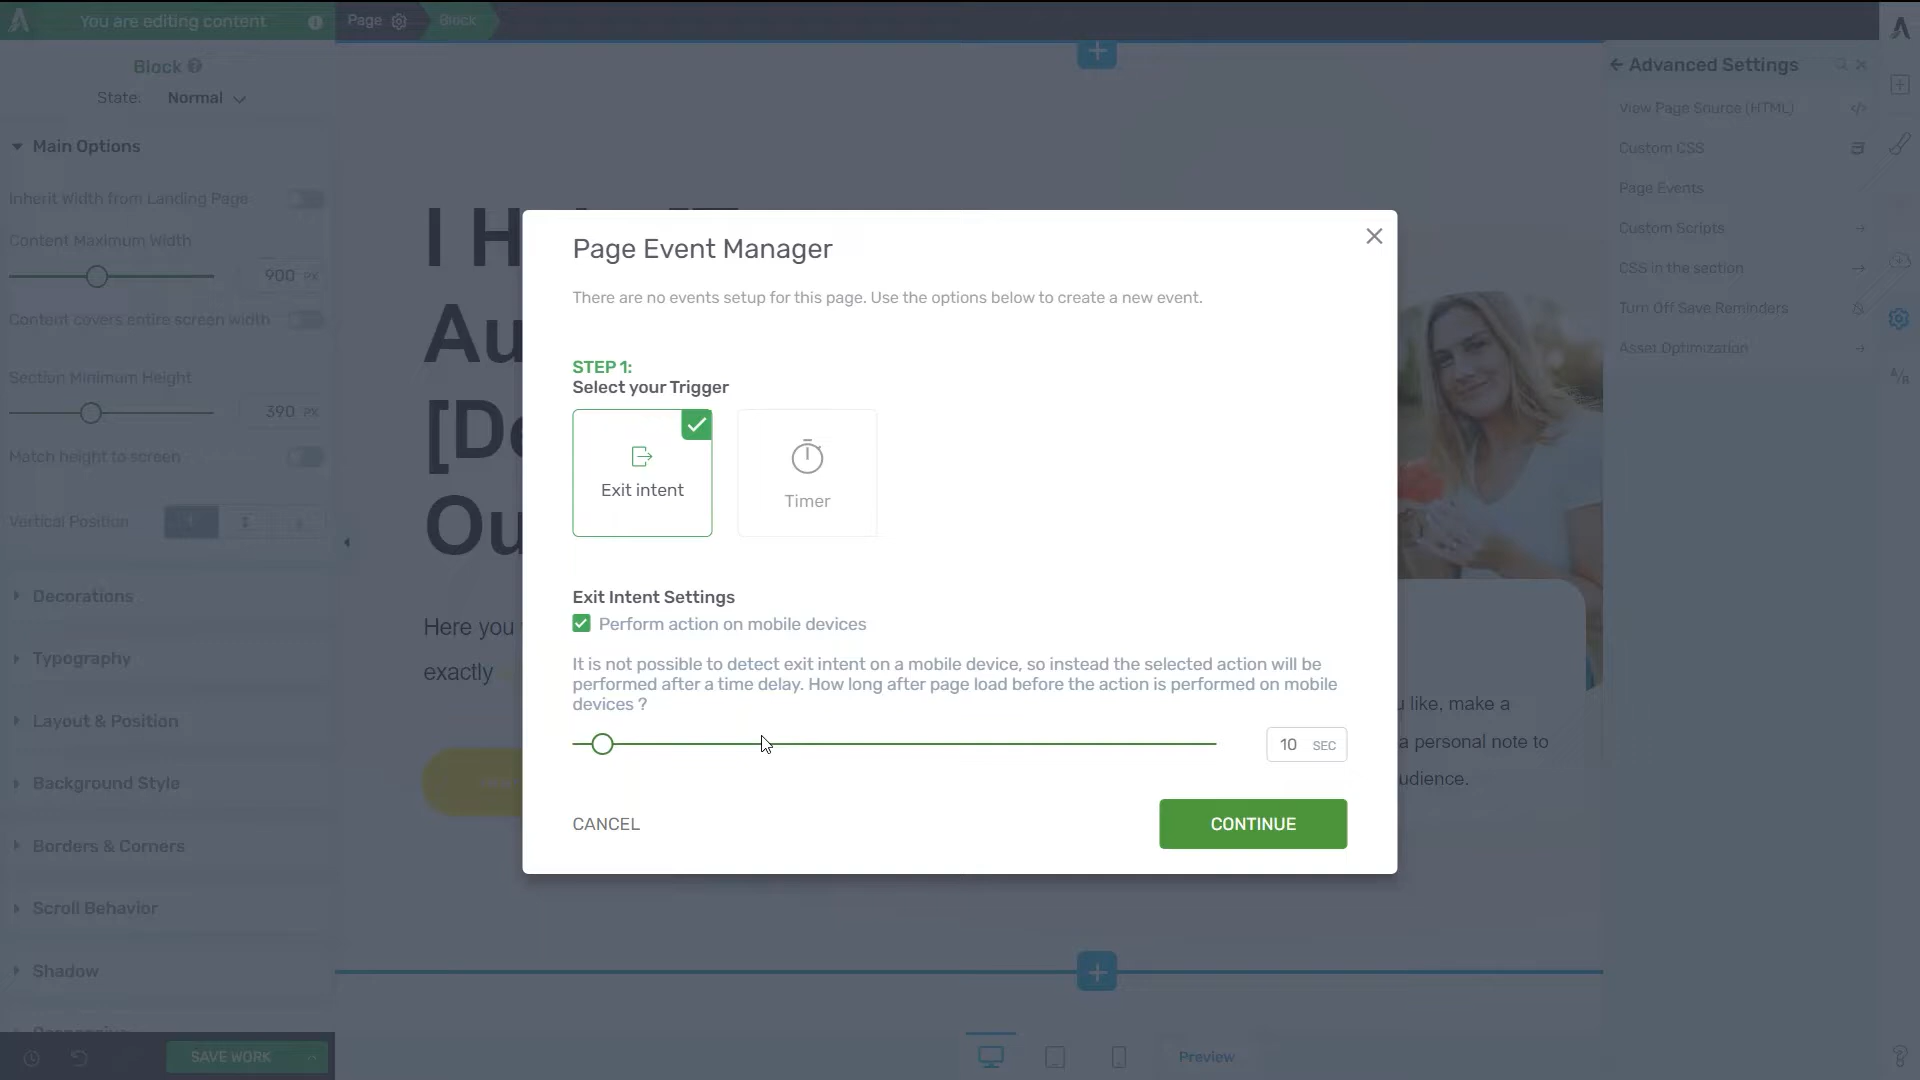 You are editing content
Page
Block
Block
State:
Normal
Main Options
Inherit Width from Landing Page
Content Maximum Width
900 PX
Content covers entire screen width
Section Minimum Height
390 PX
Match height to screen
Vertical Position
Decorations
Typography
Layout & Position
Background Style
Borders & Corners
Scroll Behavior
Shadow
SAVE WORK
I H
Au
[De
Ou
Here you
exactly
Page Event Manager
There are no events setup for this page. Use the options below to create a new event.
STEP 1:
Select your Trigger
Exit intent
Timer
Exit Intent Settings
Perform action on mobile devices
It is not possible to detect exit intent on a mobile device, so instead the selected action will be
performed after a time delay. How long after page load before the action is performed on mobile
devices ?
10 SEC
CANCEL
CONTINUE
u like, make a
a personal note to
udience.
Preview
Advanced Settings
View Page Source (HTML)
Custom CSS
Page Events
Custom Scripts
CSS in the section
Turn Off Save Reminders
Asset Optimization